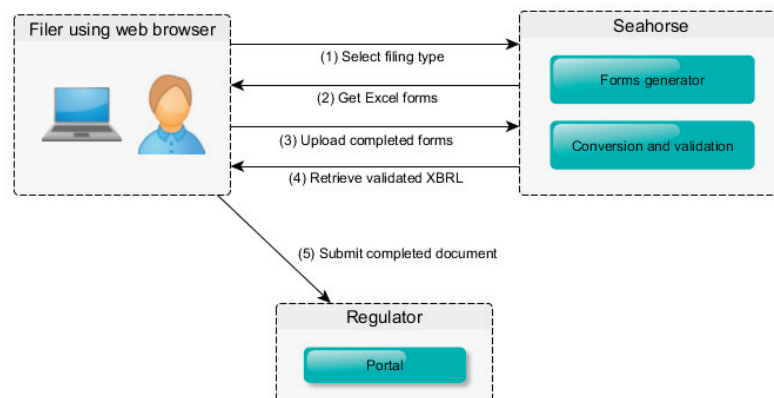 Filer using web browser
Seahorse
(1) Select filing type
Forms generator
(2) Get Excel forms
(3) Upload completed forms
Conversion and validation
(4) Retrieve validated XBRL
(5) Submit completed document
Regulator
Portal